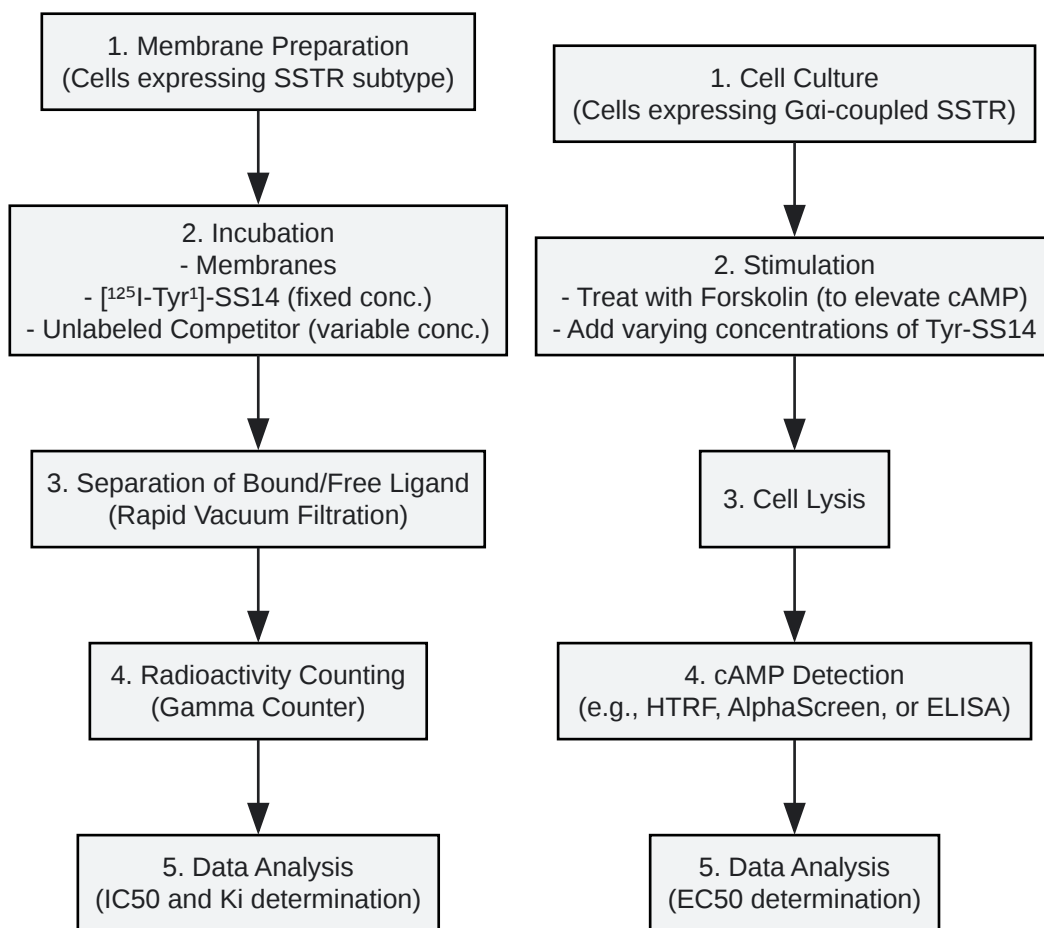 1. Membrane Preparation
(Cells expressing SSTR subtype)
2. Incubation
- Membranes
- [¹²⁵I-Tyr¹]-SS14 (fixed conc.)
- Unlabeled Competitor (variable conc.)
3. Separation of Bound/Free Ligand
(Rapid Vacuum Filtration)
4. Radioactivity Counting
(Gamma Counter)
5. Data Analysis
(IC50 and Ki determination)
1. Cell Culture
(Cells expressing Gαi-coupled SSTR)
2. Stimulation
- Treat with Forskolin (to elevate cAMP)
- Add varying concentrations of Tyr-SS14
3. Cell Lysis
4. cAMP Detection
(e.g., HTRF, AlphaScreen, or ELISA)
5. Data Analysis
(EC50 determination)